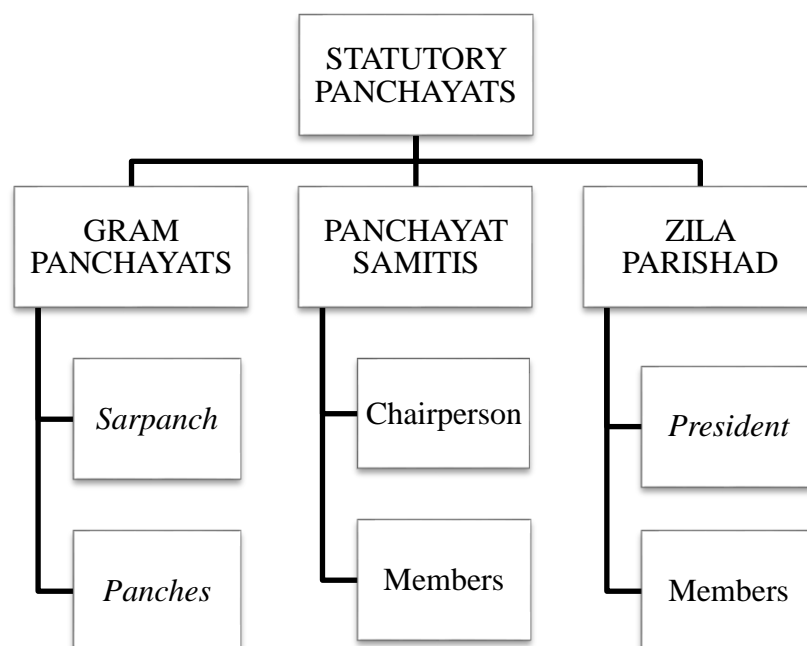 STATUTORY
PANCHAYATS
GRAM
PANCHAYATS
PANCHAYAT
SAMITIS
ZILA
PARISHAD
Sarpanch
Chairperson
President
Panches
Members
Members